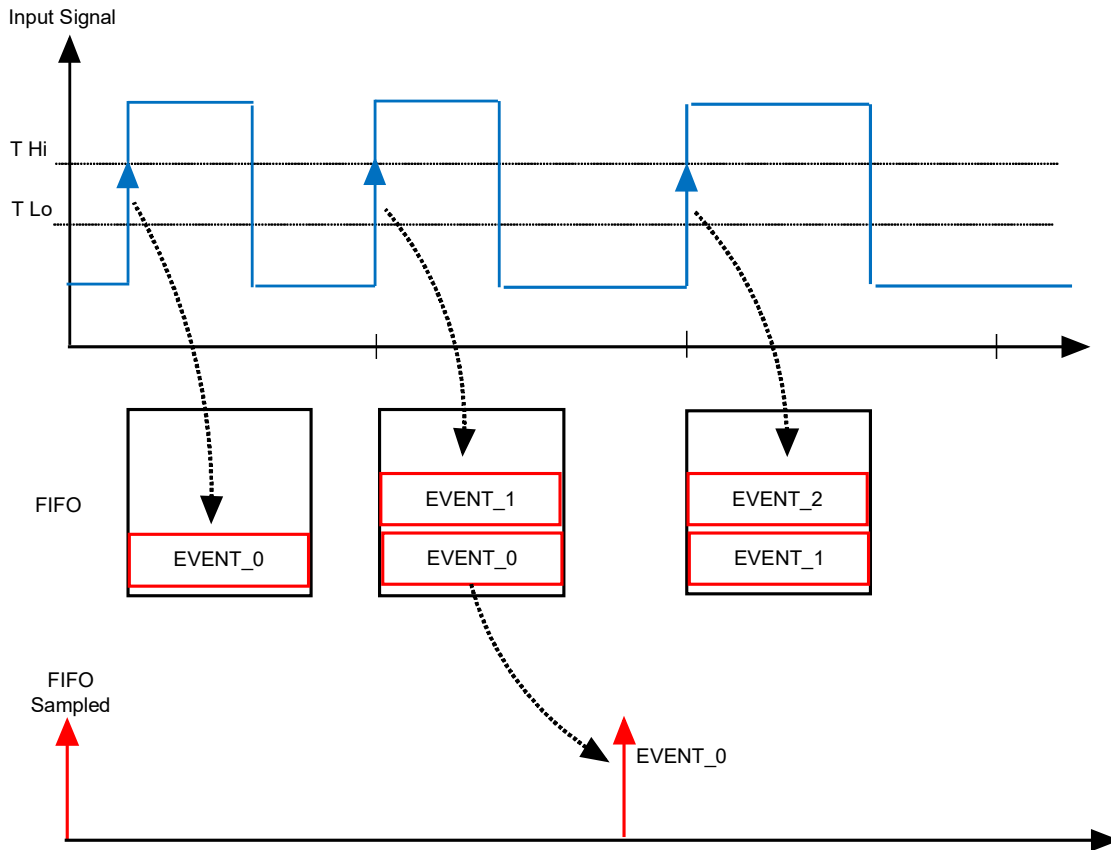 Input Signal
T Hi
T Lo
FIFO
EVENT_0
EVENT_1
EVENT_0
EVENT_2
EVENT_1
FIFO
Sampled
EVENT_0